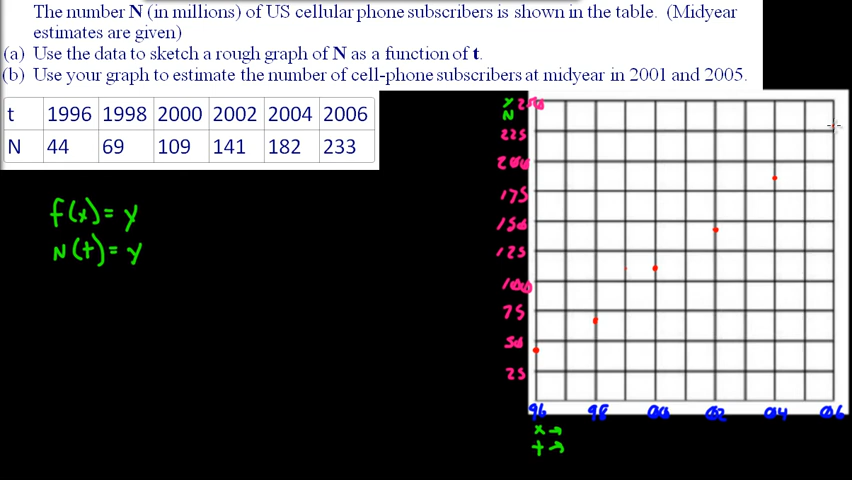 The number N (in millions) of US cellular phone subscribers is shown in the table. (Midyear
estimates are given)
(a) Use the data to sketch a rough graph of N as a function of t.
(b) Use your graph to estimate the number of cell-phone subscribers at midyear in 2001 and 2005.
t 1996 1998 2000 2002 2004 2006
N 44 69 109 141 182 233
f(x) = y
N(t) = y
Y 250
N
225
200
175
150
125
100
75
50
25
96 98 00 02 04 06
x →
t →